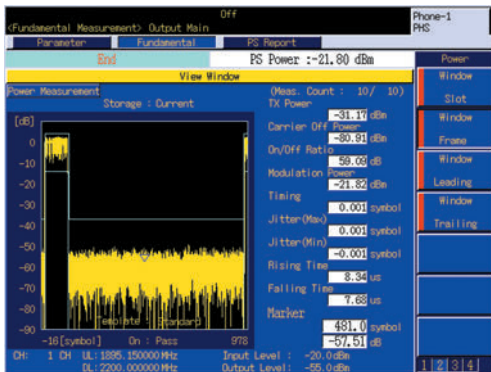 Off
Phone-1
<Fundamental Measurement> Output Main
PHS
Parameter Fundamental PS Report
End PS Power :-21.80 dBm Power
View Window
Window
Slot
Power Measurement (Meas. Count : 10/ 10)
Storage : Current
TX Power
-31.17 dBm
Window
Frame
Carrier Off Power
-80.91 dBm
On/Off Ratio
59.09 dB
Window
Leading
Modulation Power
-21.82 dBm
Window
Trailing
Timing
0.001 symbol
Jitter(Max)
0.001 symbol
Jitter(Min)
-0.001 symbol
Rising Time
8.34 us
Falling Time
7.68 us
Marker
481.0 symbol
-57.51 dB
[dB]
0
-10
-20
-30
-40
-50
-60
-70
-80
-90
Template : Standard
-16[symbol] On : Pass 978
CH: 1 CH UL:1895.150000MHz Input Level : -20.0dBm
DL:2200.000000MHz Output Level : -55.0dBm
1 2 3 4